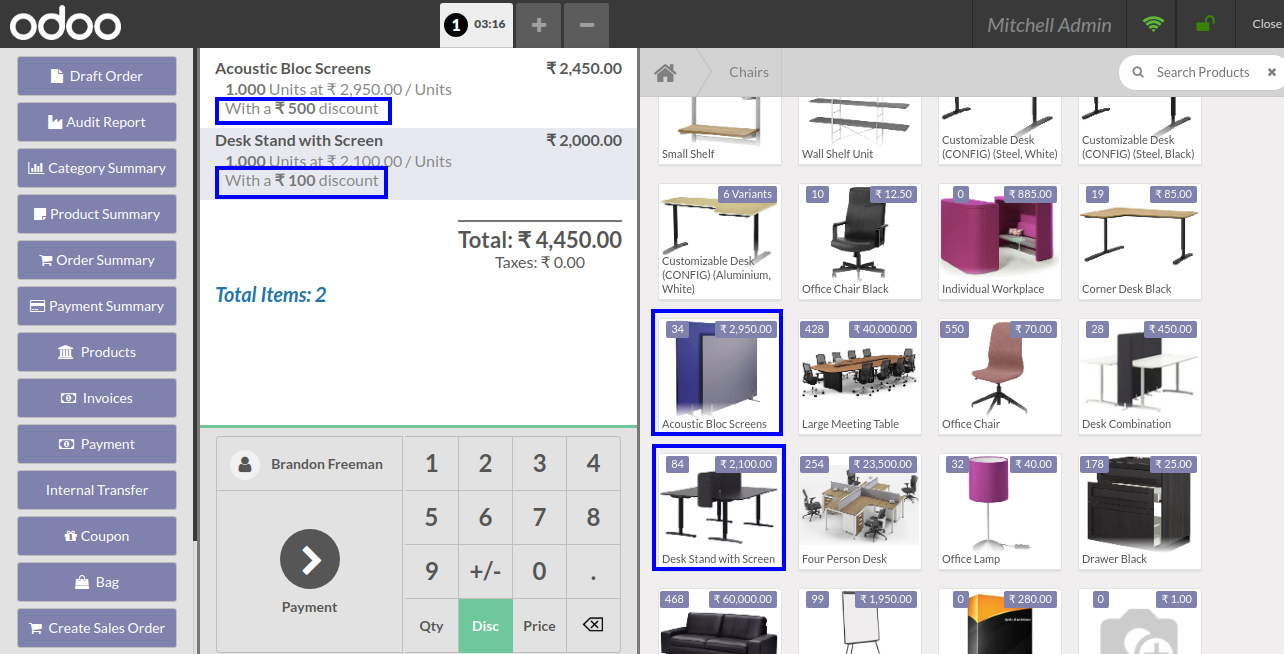 odoo
1 03:16
+
−
Mitchell Admin
Close
Draft Order
Audit Report
Category Summary
Product Summary
Order Summary
Payment Summary
Products
Invoices
Payment
Internal Transfer
Coupon
Bag
Create Sales Order
Acoustic Bloc Screens ₹ 2,450.00
1.000 Units at ₹ 2,950.00 / Units
With a ₹ 500 discount
Desk Stand with Screen ₹ 2,000.00
1.000 Units at ₹ 2,100.00 / Units
With a ₹ 100 discount
Total: ₹ 4,450.00
Taxes: ₹ 0.00
Total Items: 2
Brandon Freeman
Payment
1 2 3 4
5 6 7 8
9 +/- 0 .
Qty Disc Price
Chairs
Search Products
Small Shelf
Wall Shelf Unit
Customizable Desk
(CONFIG) (Steel, White)
Customizable Desk
(CONFIG) (Steel, Black)
6 Variants
Customizable Desk
(CONFIG) (Aluminium,
White)
10 ₹ 12.50
Office Chair Black
0 ₹ 885.00
Individual Workplace
19 ₹ 85.00
Corner Desk Black
34 ₹ 2,950.00
Acoustic Bloc Screens
428 ₹ 40,000.00
Large Meeting Table
550 ₹ 70.00
Office Chair
28 ₹ 450.00
Desk Combination
84 ₹ 2,100.00
Desk Stand with Screen
254 ₹ 23,500.00
Four Person Desk
32 ₹ 40.00
Office Lamp
178 ₹ 25.00
Drawer Black
468 ₹ 60,000.00
99 ₹ 1,950.00
0 ₹ 280.00
0 ₹ 1.00